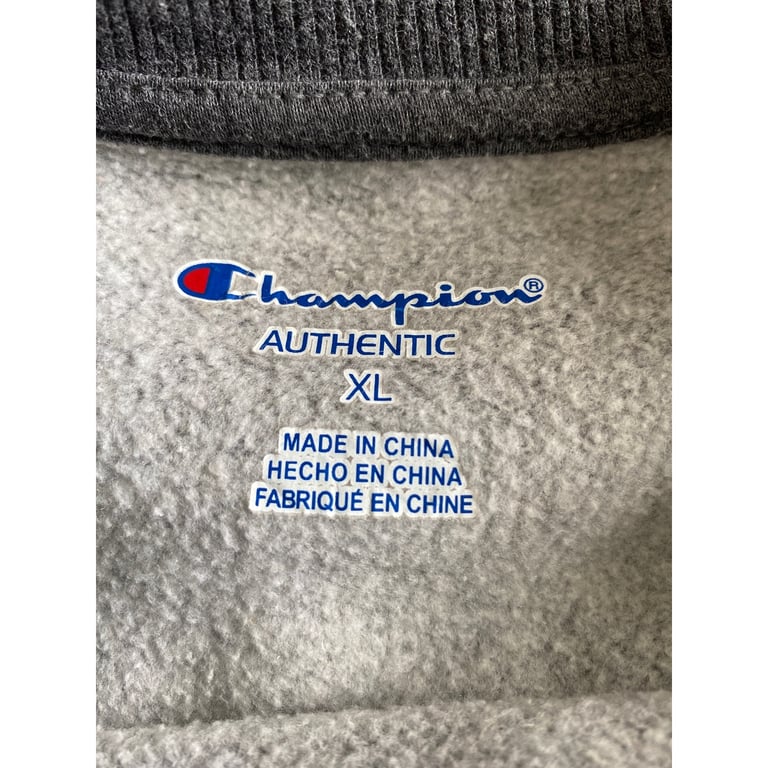 Champion®
AUTHENTIC
XL
MADE IN CHINA
HECHO EN CHINA
FABRIQUÉ EN CHINE